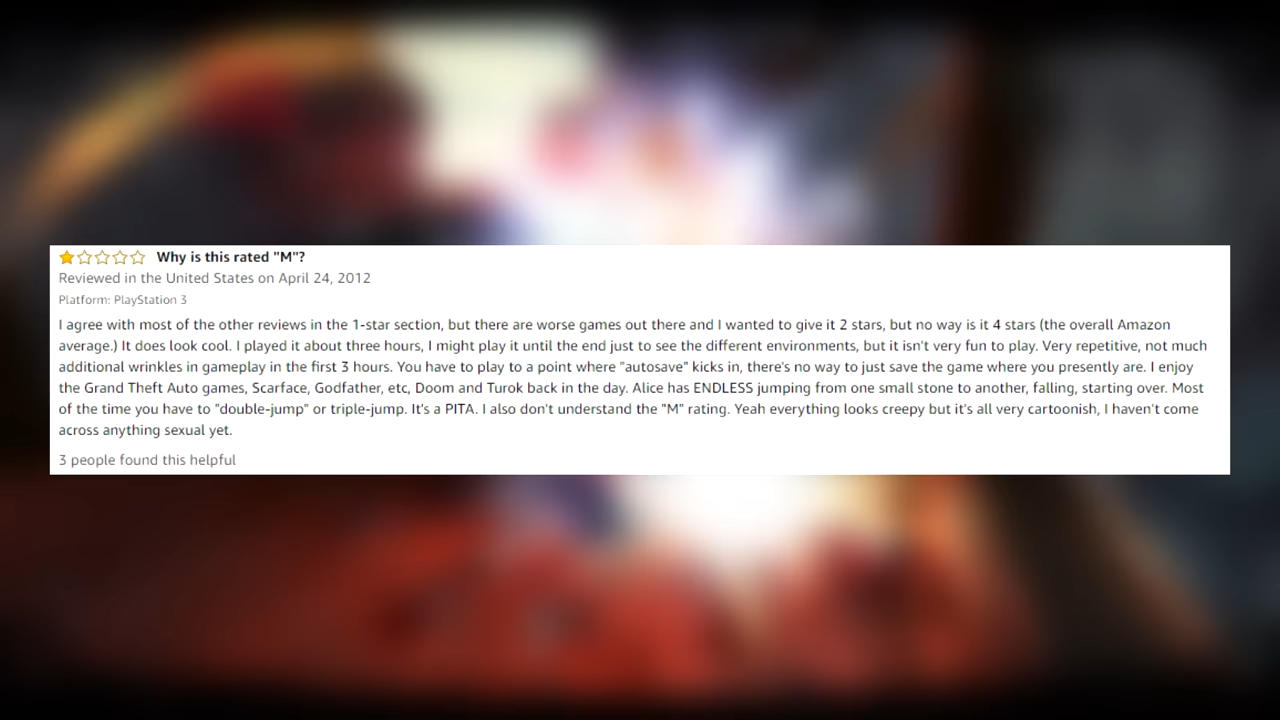 Why is this rated "M"?
Reviewed in the United States on April 24, 2012
Platform: PlayStation 3
I agree with most of the other reviews in the 1-star section, but there are worse games out there and I wanted to give it 2 stars, but no way is it 4 stars (the overall Amazon
average.) It does look cool. I played it about three hours, I might play it until the end just to see the different environments, but it isn't very fun to play. Very repetitive, not much
additional wrinkles in gameplay in the first 3 hours. You have to play to a point where "autosave" kicks in, there's no way to just save the game where you presently are. I enjoy
the Grand Theft Auto games, Scarface, Godfather, etc, Doom and Turok back in the day. Alice has ENDLESS jumping from one small stone to another, falling, starting over. Most
of the time you have to "double-jump" or triple-jump. It's a PITA. I also don't understand the "M" rating. Yeah everything looks creepy but it's all very cartoonish, I haven't come
across anything sexual yet.
3 people found this helpful